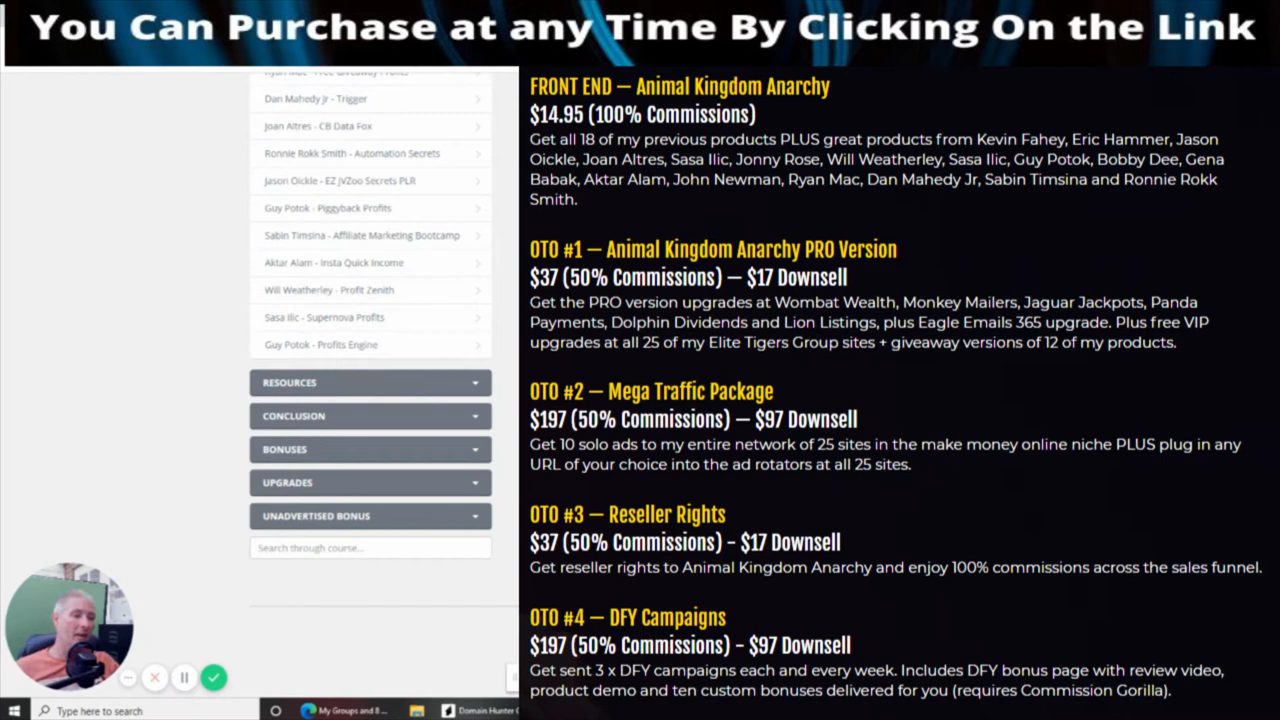 You Can Purchase at any Time By Clicking On the Link
Ryan Mac - Free Giveaway Profits
Dan Mahedy Jr - Trigger
Joan Altres - CB Data Fox
Ronnie Rokk Smith - Automation Secrets
Jason Oickle - EZ JVZoo Secrets PLR
Guy Potok - Piggyback Profits
Sabin Timsina - Affiliate Marketing Bootcamp
Aktar Alam - Insta Quick Income
Will Weatherley - Profit Zenith
Sasa Ilic - Supernova Profits
Guy Potok - Profits Engine
RESOURCES
CONCLUSION
BONUSES
UPGRADES
UNADVERTISED BONUS
Search through course...
FRONT END — Animal Kingdom Anarchy
$14.95 (100% Commissions)
Get all 18 of my previous products PLUS great products from Kevin Fahey, Eric Hammer, Jason
Oickle, Joan Altres, Sasa Ilic, Jonny Rose, Will Weatherley, Sasa Ilic, Guy Potok, Bobby Dee, Gena
Babak, Aktar Alam, John Newman, Ryan Mac, Dan Mahedy Jr, Sabin Timsina and Ronnie Rokk
Smith.
OTO #1 — Animal Kingdom Anarchy PRO Version
$37 (50% Commissions) — $17 Downsell
Get the PRO version upgrades at Wombat Wealth, Monkey Mailers, Jaguar Jackpots, Panda
Payments, Dolphin Dividends and Lion Listings, plus Eagle Emails 365 upgrade. Plus free VIP
upgrades at all 25 of my Elite Tigers Group sites + giveaway versions of 12 of my products.
OTO #2 — Mega Traffic Package
$197 (50% Commissions) — $97 Downsell
Get 10 solo ads to my entire network of 25 sites in the make money online niche PLUS plug in any
URL of your choice into the ad rotators at all 25 sites.
OTO #3 — Reseller Rights
$37 (50% Commissions) - $17 Downsell
Get reseller rights to Animal Kingdom Anarchy and enjoy 100% commissions across the sales funnel.
OTO #4 — DFY Campaigns
$197 (50% Commissions) - $97 Downsell
Get sent 3 x DFY campaigns each and every week. Includes DFY bonus page with review video,
product demo and ten custom bonuses delivered for you (requires Commission Gorilla).
Type here to search
My Groups and
Domain Hunter